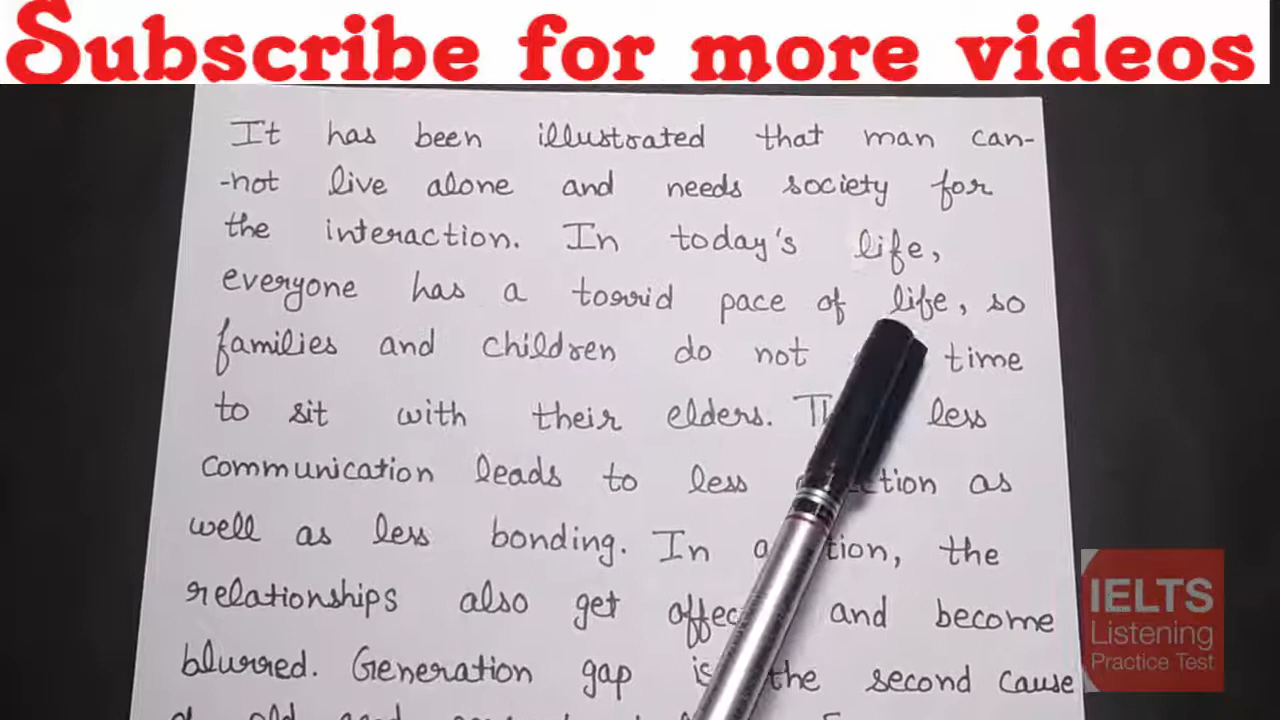 Subscribe for more videos
It has been illustrated that man can-
-not live alone and needs society for
the interaction. In today's life,
everyone has a torrid pace of life, so
families and children do not time
to sit with their elders. less
communication leads to less as
well as less bonding. In the
relationships also get and become
blurred. Generation gap is the second cause
IELTS
Listening
Practice Test